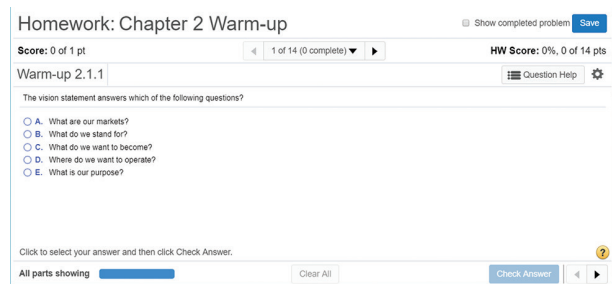 Homework: Chapter 2 Warm-up
Show completed problem
Save
Score: 0 of 1 pt
1 of 14 (0 complete)
HW Score: 0%, 0 of 14 pts
Warm-up 2.1.1
Question Help
The vision statement answers which of the following questions?
A. What are our markets?
B. What do we stand for?
C. What do we want to become?
D. Where do we want to operate?
E. What is our purpose?
Click to select your answer and then click Check Answer.
?
All parts showing
Clear All
Check Answer